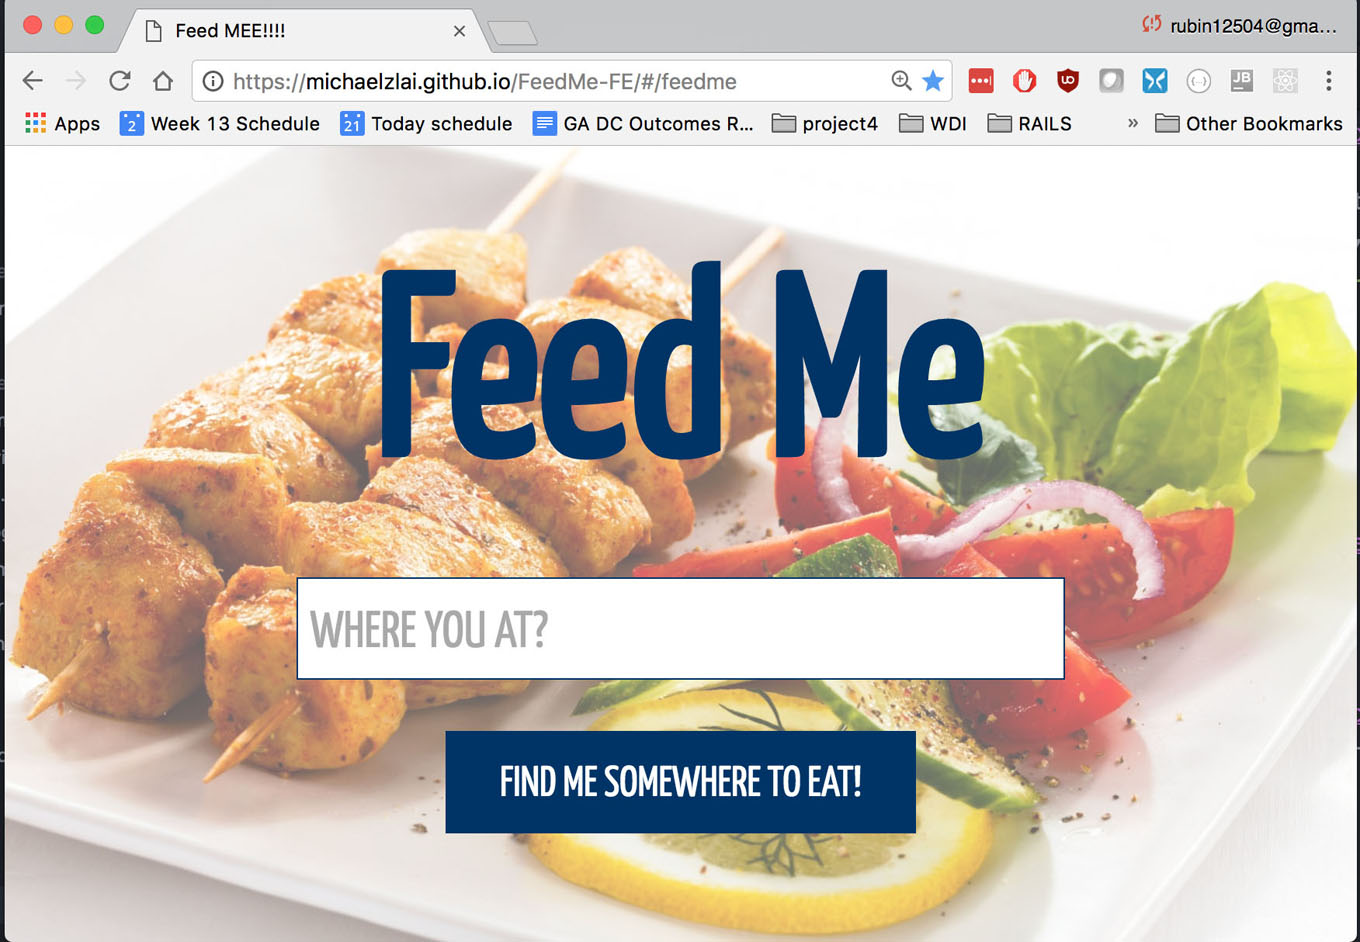 Feed MEE!!!!
rubin12504@gma...
https://michaelzlai.github.io/FeedMe-FE/#/feedme
JB
Apps
2
Week 13 Schedule
21
Today schedule
GA DC Outcomes R...
project4
WDI
RAILS
»
Other Bookmarks
Feed Me
WHERE YOU AT?
FIND ME SOMEWHERE TO EAT!